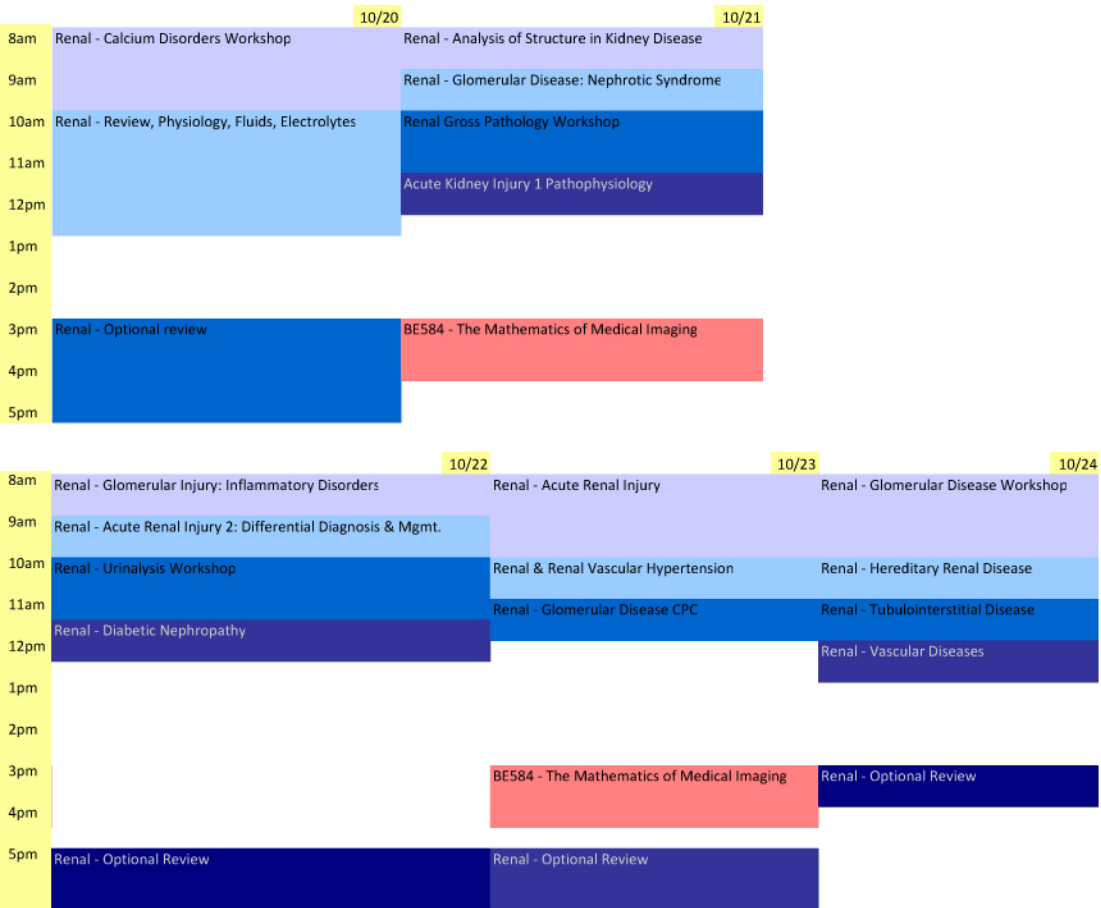 10/20 10/21
8am Renal - Calcium Disorders Workshop Renal - Analysis of Structure in Kidney Disease
9am Renal - Glomerular Disease: Nephrotic Syndrome
10am Renal - Review, Physiology, Fluids, Electrolytes Renal Gross Pathology Workshop
11am
Acute Kidney Injury 1 Pathophysiology
12pm
1pm
2pm
3pm Renal - Optional review BE584 - The Mathematics of Medical Imaging
4pm
5pm
10/22 10/23 10/24
8am Renal - Glomerular Injury: Inflammatory Disorders Renal - Acute Renal Injury Renal - Glomerular Disease Workshop
9am Renal - Acute Renal Injury 2: Differential Diagnosis & Mgmt.
10am Renal - Urinalysis Workshop Renal & Renal Vascular Hypertension Renal - Hereditary Renal Disease
11am Renal - Glomerular Disease CPC Renal - Tubulointerstitial Disease
Renal - Diabetic Nephropathy
12pm Renal - Vascular Diseases
1pm
2pm
3pm BE584 - The Mathematics of Medical Imaging Renal - Optional Review
4pm
5pm Renal - Optional Review Renal - Optional Review